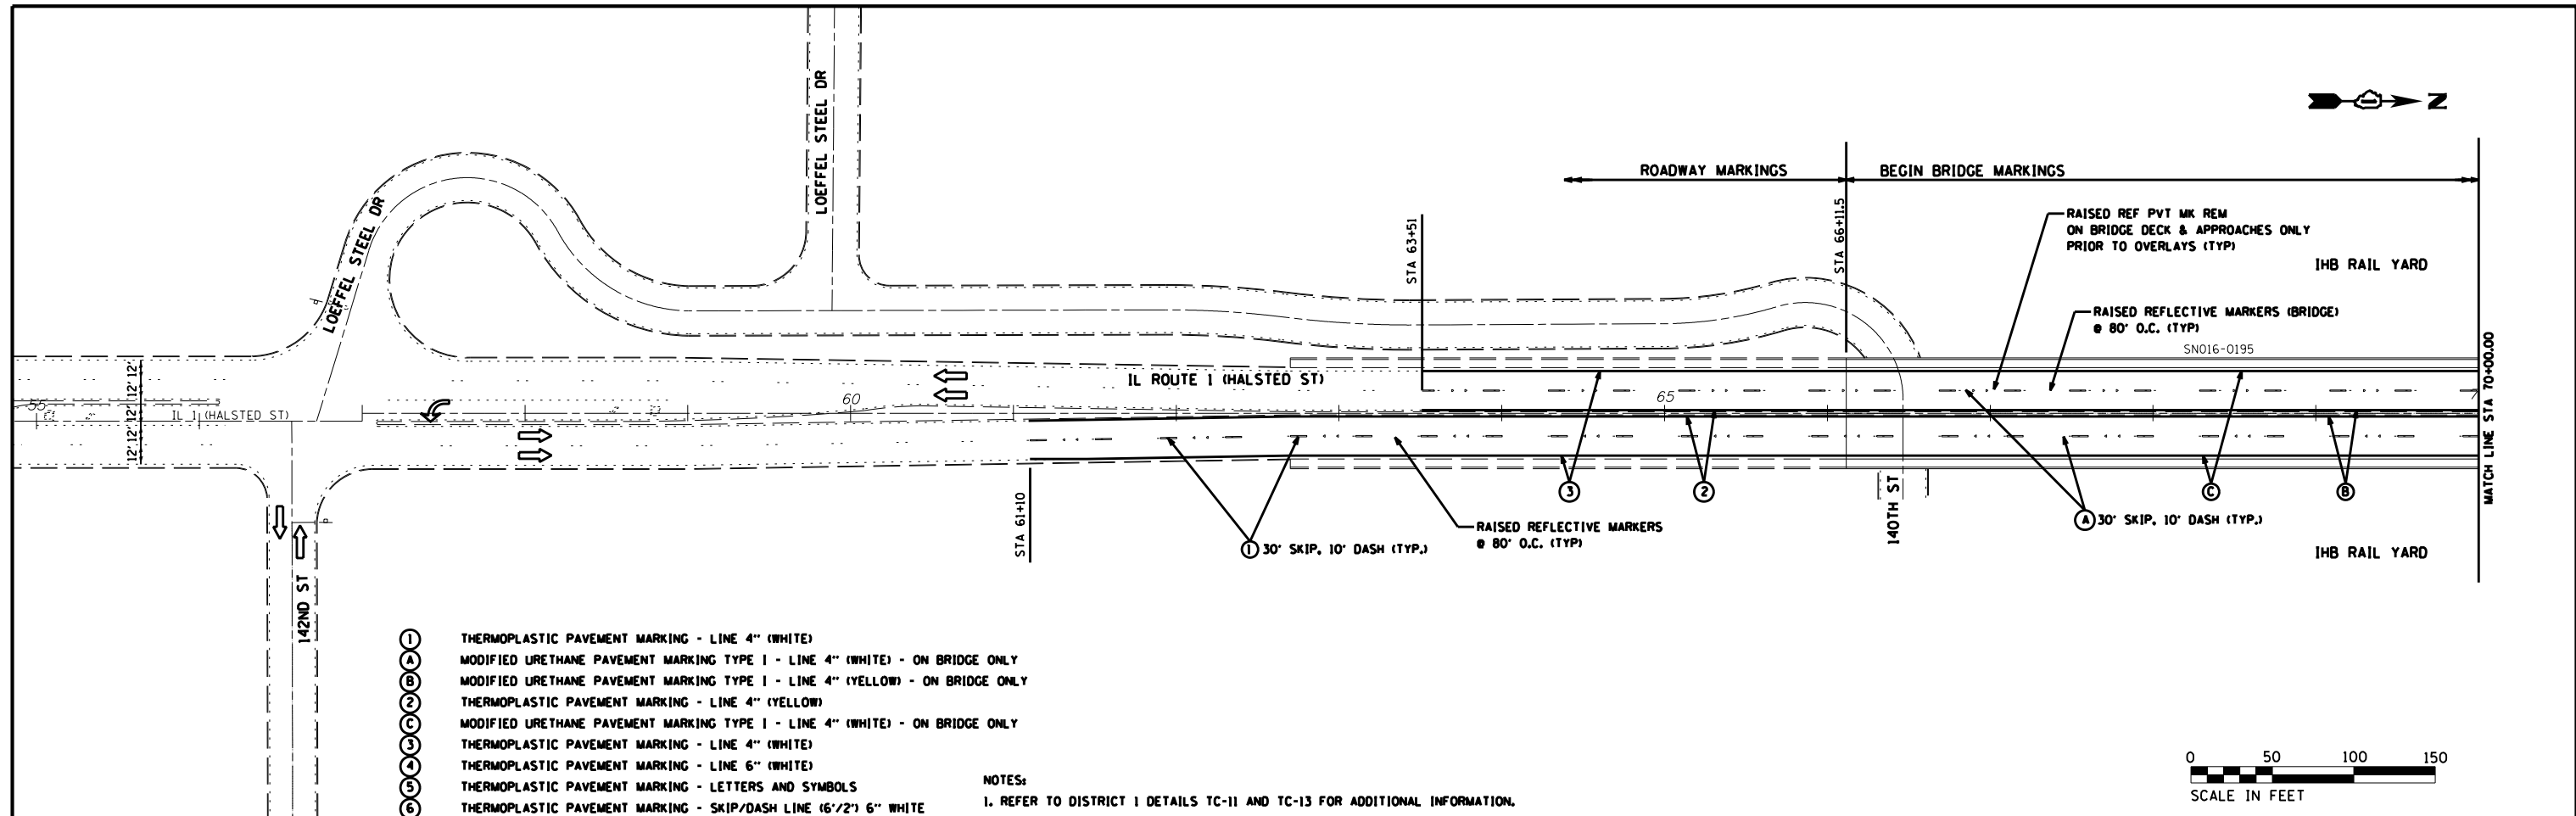 LOEFFEL STEEL DR
LOEFFEL STEEL DR
N
ROADWAY MARKINGS
BEGIN BRIDGE MARKINGS
STA 63+51
STA 66+11.5
RAISED REF PVT MK REM
ON BRIDGE DECK & APPROACHES ONLY
PRIOR TO OVERLAYS (TYP)
IHB RAIL YARD
RAISED REFLECTIVE MARKERS (BRIDGE)
@ 80' O.C. (TYP)
SN016-0195
MATCH LINE STA 70+00.00
12' 12' 12'
12' 12'
55
IL 1 (HALSTED ST)
60
IL ROUTE 1 (HALSTED ST)
65
7
STA 61+10
1 30' SKIP, 10' DASH (TYP.)
RAISED REFLECTIVE MARKERS
@ 80' O.C. (TYP)
3
2
140TH ST
A 30' SKIP, 10' DASH (TYP.)
C
B
IHB RAIL YARD
142ND ST
1 THERMOPLASTIC PAVEMENT MARKING - LINE 4" (WHITE)
A MODIFIED URETHANE PAVEMENT MARKING TYPE I - LINE 4" (WHITE) - ON BRIDGE ONLY
B MODIFIED URETHANE PAVEMENT MARKING TYPE I - LINE 4" (YELLOW) - ON BRIDGE ONLY
2 THERMOPLASTIC PAVEMENT MARKING - LINE 4" (YELLOW)
C MODIFIED URETHANE PAVEMENT MARKING TYPE I - LINE 4" (WHITE) - ON BRIDGE ONLY
3 THERMOPLASTIC PAVEMENT MARKING - LINE 4" (WHITE)
4 THERMOPLASTIC PAVEMENT MARKING - LINE 6" (WHITE)
5 THERMOPLASTIC PAVEMENT MARKING - LETTERS AND SYMBOLS
6 THERMOPLASTIC PAVEMENT MARKING - SKIP/DASH LINE (6'/2') 6" WHITE
NOTES:
1. REFER TO DISTRICT 1 DETAILS TC-11 AND TC-13 FOR ADDITIONAL INFORMATION.
0 50 100 150
SCALE IN FEET